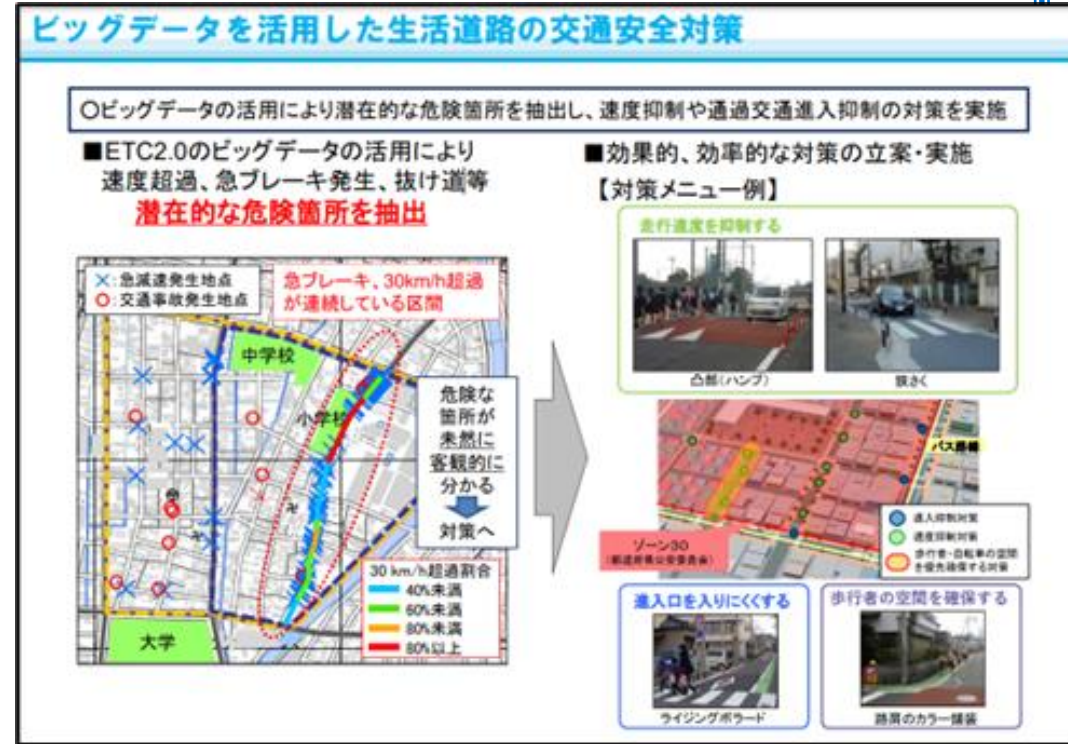 ビッグデータを活用した生活道路の交通安全対策
○ビッグデータの活用により潜在的な危険箇所を抽出し、速度抑制や通過交通進入抑制の対策を実施
■ETC2.0のビッグデータの活用により
速度超過、急ブレーキ発生、抜け道等
潜在的な危険箇所を抽出
×:急減速発生地点
○:交通事故発生地点
急ブレーキ、30km/h超過
が連続している区間
中学校
小学校
大学
危険な
箇所が
未然に
客観的に
分かる
対策へ
30 km/h超過割合
40%未満
60%未満
80%未満
80%以上
■効果的、効率的な対策の立案・実施
【対策メニュー例】
走行速度を抑制する
凸部(ハンプ)
狭さく
バス路線
ゾーン30
(都道府県公安委員会)
進入抑制対策
速度抑制対策
歩行者・自転車の空間
を優先確保する対策
進入口を入りにくくする
ライジングボラード
歩行者の空間を確保する
路肩のカラー舗装